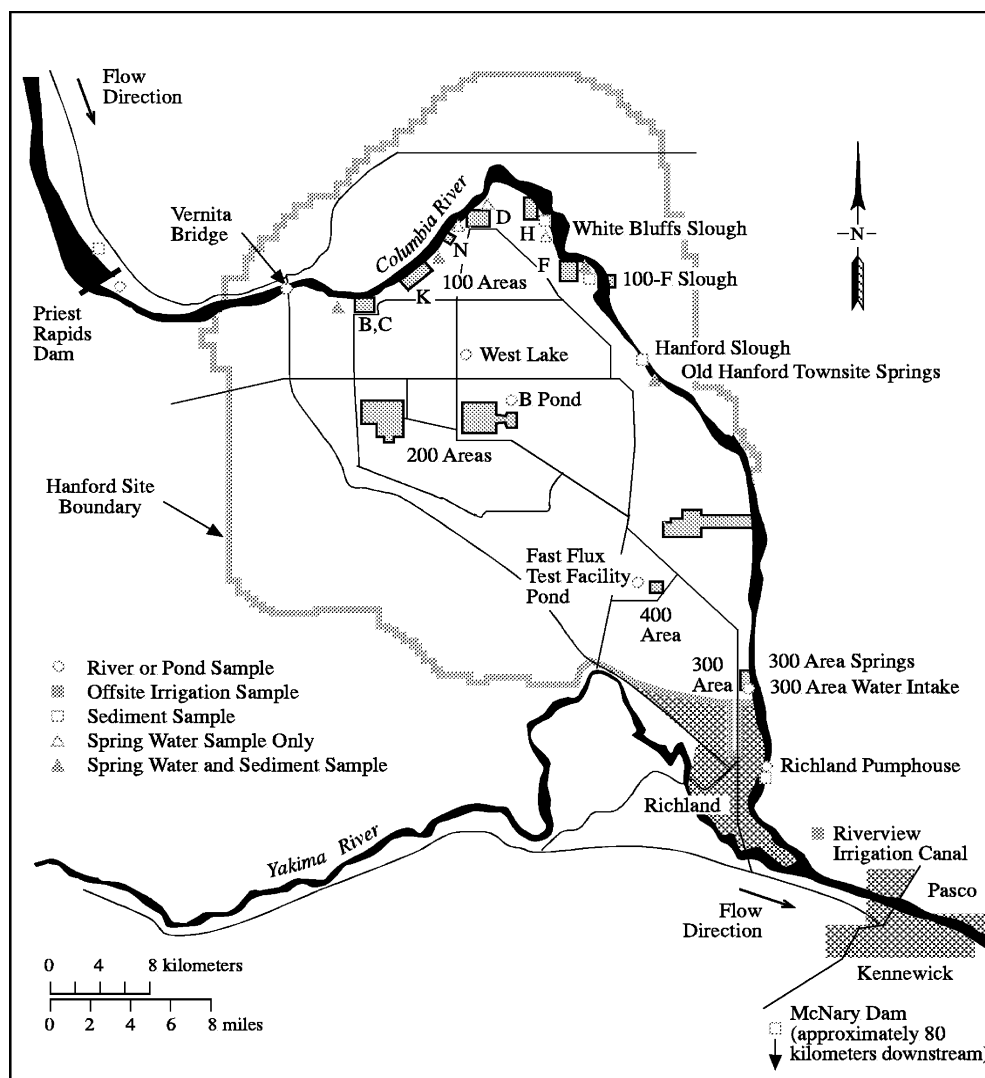 Flow
Direction
Vernita
Bridge
Columbia River
Priest
Rapids
Dam
N
D
H
White Bluffs Slough
N
F
100-F Slough
K
100 Areas
B,C
Hanford Slough
West Lake
Old Hanford Townsite Springs
B Pond
200 Areas
Hanford Site
Boundary
Fast Flux
Test Facility
Pond
400
Area
300
Area
300 Area Springs
300 Area Water Intake
River or Pond Sample
Offsite Irrigation Sample
Sediment Sample
Spring Water Sample Only
Spring Water and Sediment Sample
Richland Pumphouse
Richland
Riverview
Irrigation Canal
Yakima River
Pasco
Flow
Direction
Kennewick
0 4 8 kilometers
0 2 4 6 8 miles
McNary Dam
(approximately 80
kilometers downstream)